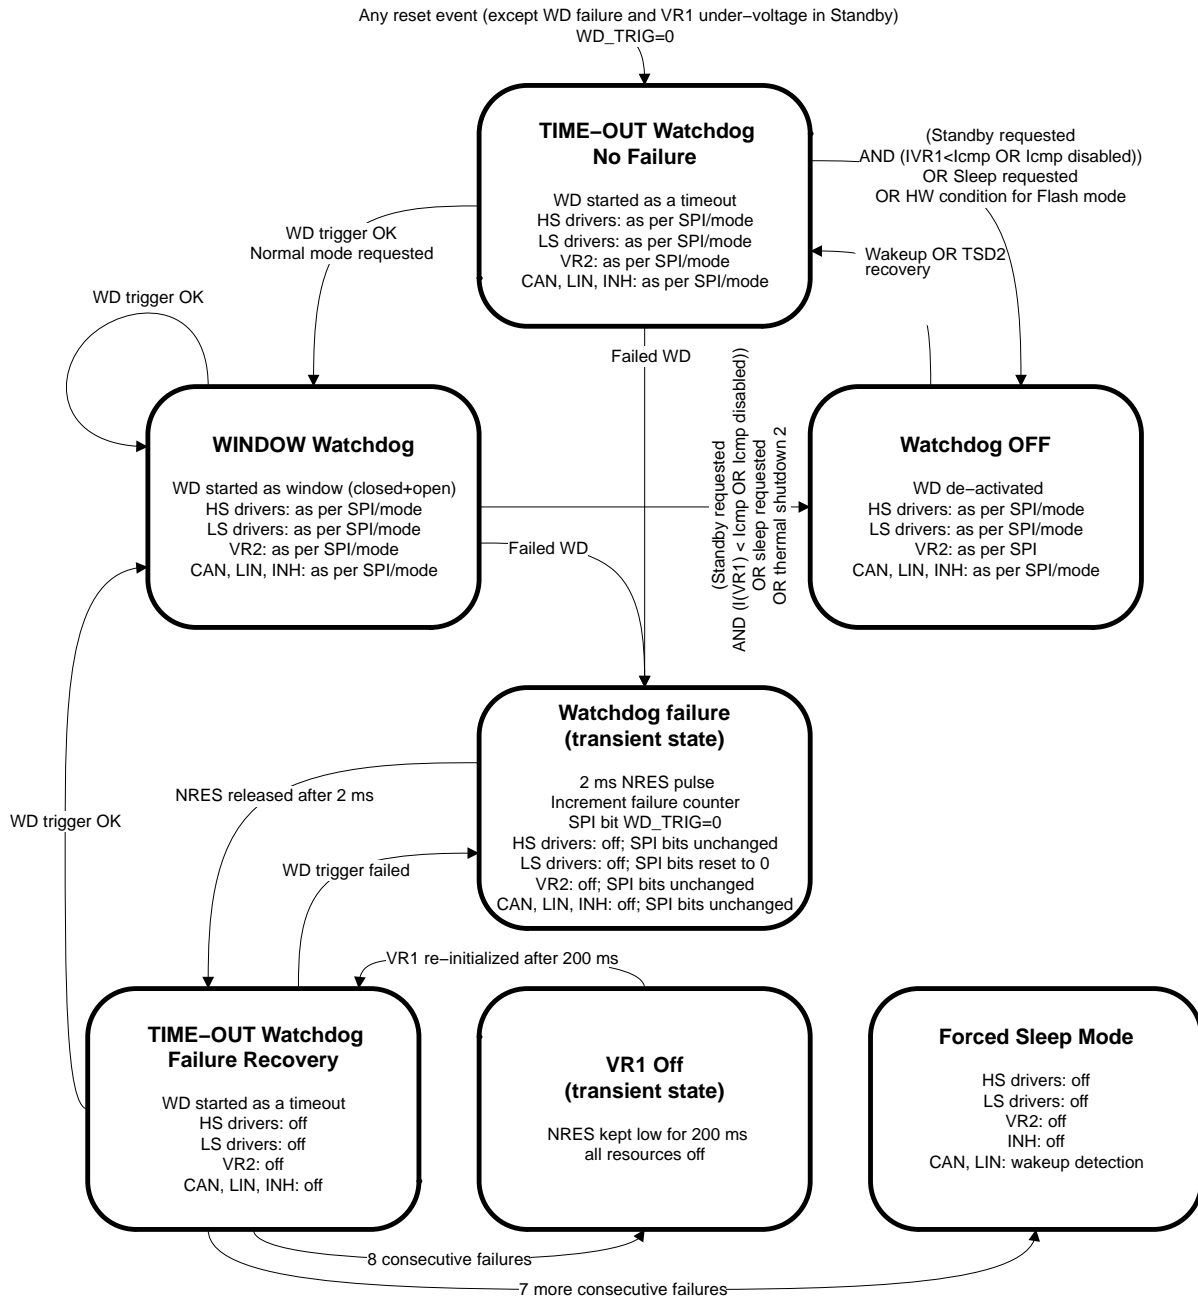 Any reset event (except WD failure and VR1 under−voltage in Standby)
WD_TRIG=0
TIME−OUT Watchdog
No Failure
WD started as a timeout
HS drivers: as per SPI/mode
LS drivers: as per SPI/mode
VR2: as per SPI/mode
CAN, LIN, INH: as per SPI/mode
(Standby requested
AND (IVR1<Icmp OR Icmp disabled))
OR Sleep requested
OR HW condition for Flash mode
WD trigger OK
Normal mode requested
Wakeup OR TSD2
recovery
WD trigger OK
Failed WD
WINDOW Watchdog
WD started as window (closed+open)
HS drivers: as per SPI/mode
LS drivers: as per SPI/mode
VR2: as per SPI/mode
CAN, LIN, INH: as per SPI/mode
(Standby requested
AND (I(VR1) < Icmp OR Icmp disabled))
OR sleep requested
OR thermal shutdown 2
Watchdog OFF
WD de−activated
HS drivers: as per SPI/mode
LS drivers: as per SPI/mode
VR2: as per SPI
CAN, LIN, INH: as per SPI/mode
Failed WD
Watchdog failure
(transient state)
2 ms NRES pulse
Increment failure counter
SPI bit WD_TRIG=0
HS drivers: off; SPI bits unchanged
LS drivers: off; SPI bits reset to 0
VR2: off; SPI bits unchanged
CAN, LIN, INH: off; SPI bits unchanged
NRES released after 2 ms
WD trigger OK
WD trigger failed
VR1 re−initialized after 200 ms
TIME−OUT Watchdog
Failure Recovery
WD started as a timeout
HS drivers: off
LS drivers: off
VR2: off
CAN, LIN, INH: off
VR1 Off
(transient state)
NRES kept low for 200 ms
all resources off
Forced Sleep Mode
HS drivers: off
LS drivers: off
VR2: off
INH: off
CAN, LIN: wakeup detection
8 consecutive failures
7 more consecutive failures